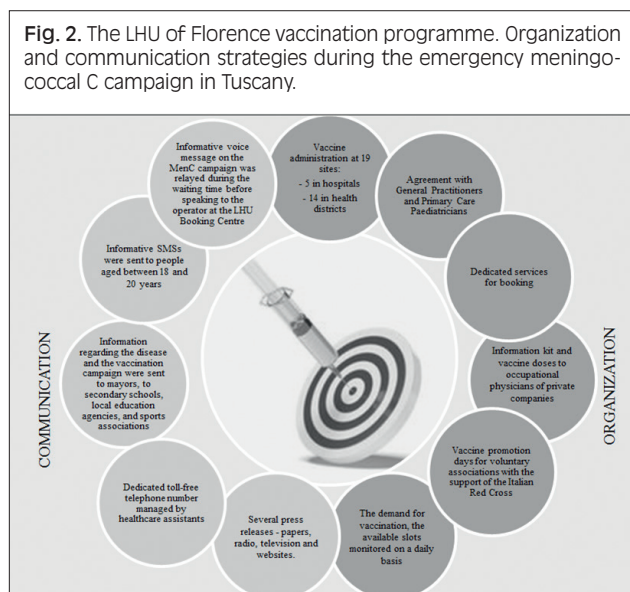 Fig. 2. The LHU of Florence vaccination programme. Organization
and communication strategies during the emergency meningo-
coccal C campaign in Tuscany.
Vaccine
administration at 19
sites:
- 5 in hospitals
- 14 in health
districts
Agreement with
General Practitioners
and Primary Care
Paediatricians
Dedicated services
for booking
Information kit and
vaccine doses to
occupational
physicians of private
companies
Vaccine promotion
days for voluntary
associations with the
support of the Italian
Red Cross
The demand for
vaccination, the
available slots
monitored on a daily
basis
Several press
releases - papers,
radio, television and
websites.
Dedicated toll-free
telephone number
managed by
healthcare assistants
Information
regarding the disease
and the vaccination
campaign were sent
to mayors, to
secondary schools,
local education
agencies, and sports
associations
Informative SMSs
were sent to people
aged between 18 and
20 years
Informative voice
message on the
MenC campaign was
relayed during the
waiting time before
speaking to the
operator at the LHU
Booking Centre
COMMUNICATION
ORGANIZATION